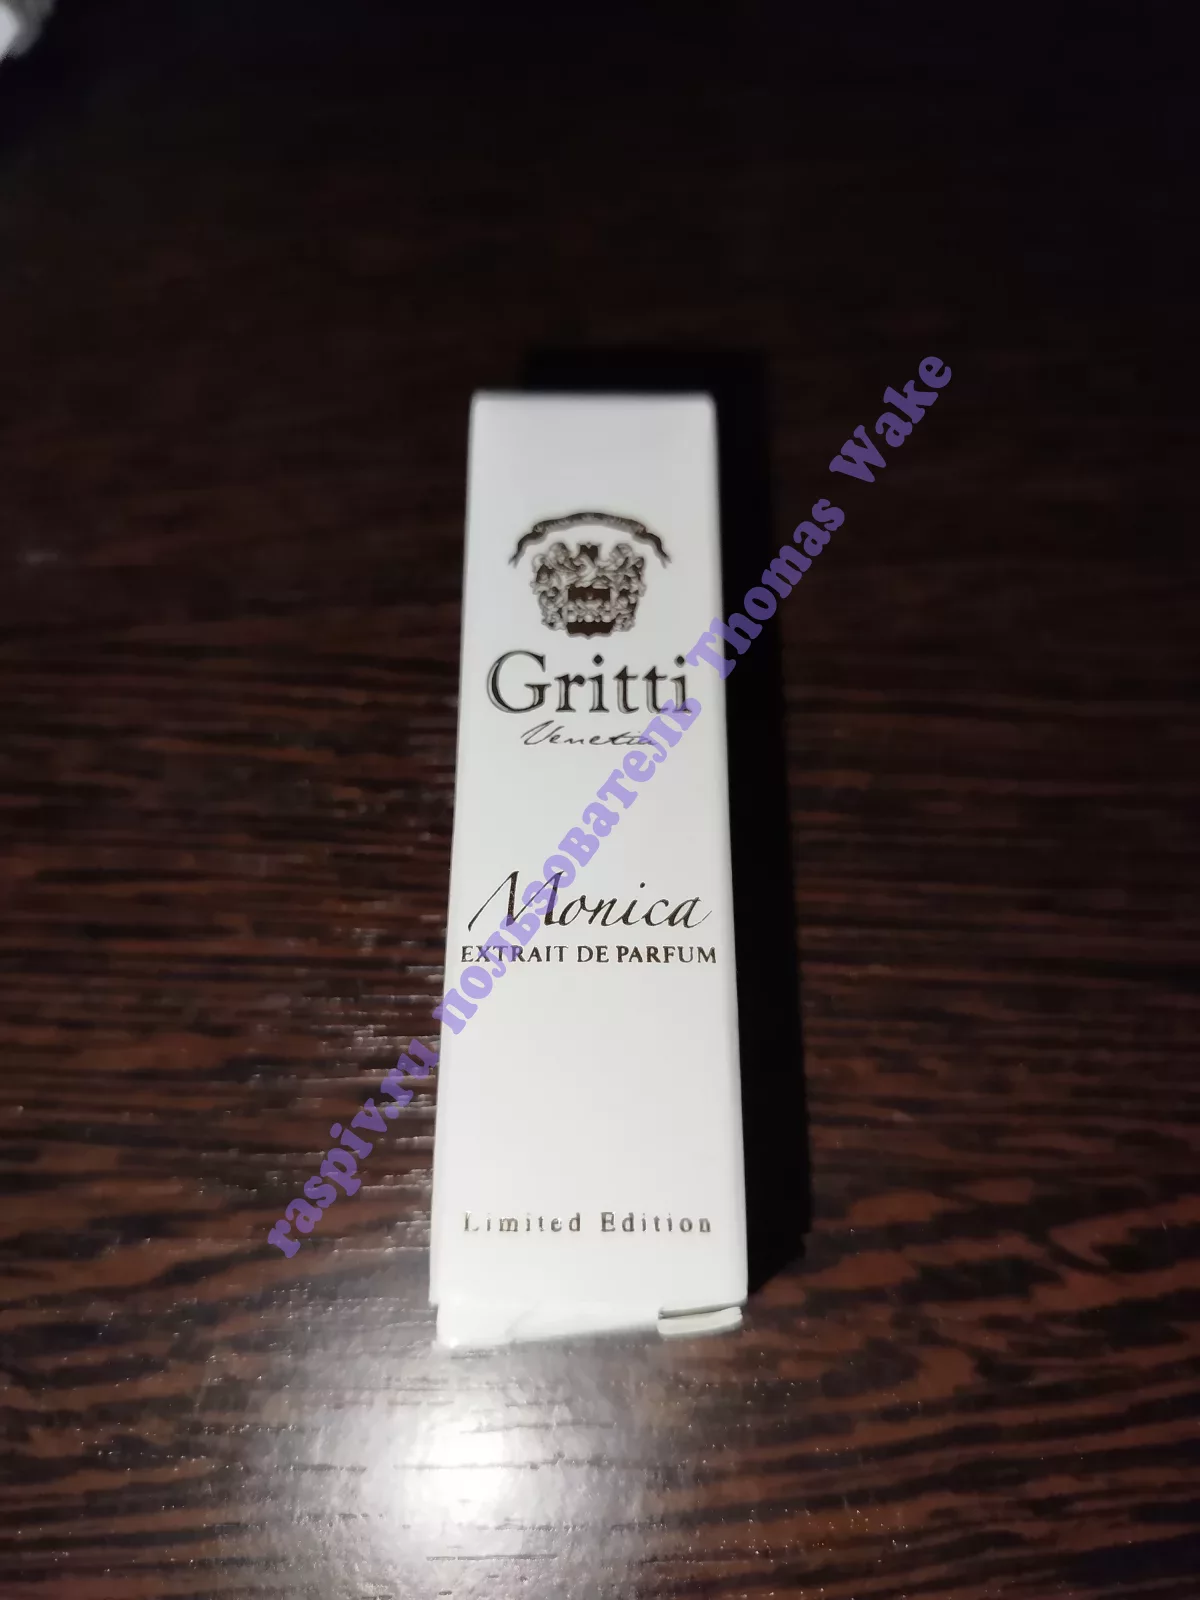 Gritti
Venetia
Monica
EXTRAIT DE PARFUM
Limited Edition
raspiv.ru пользователь Thomas Wake